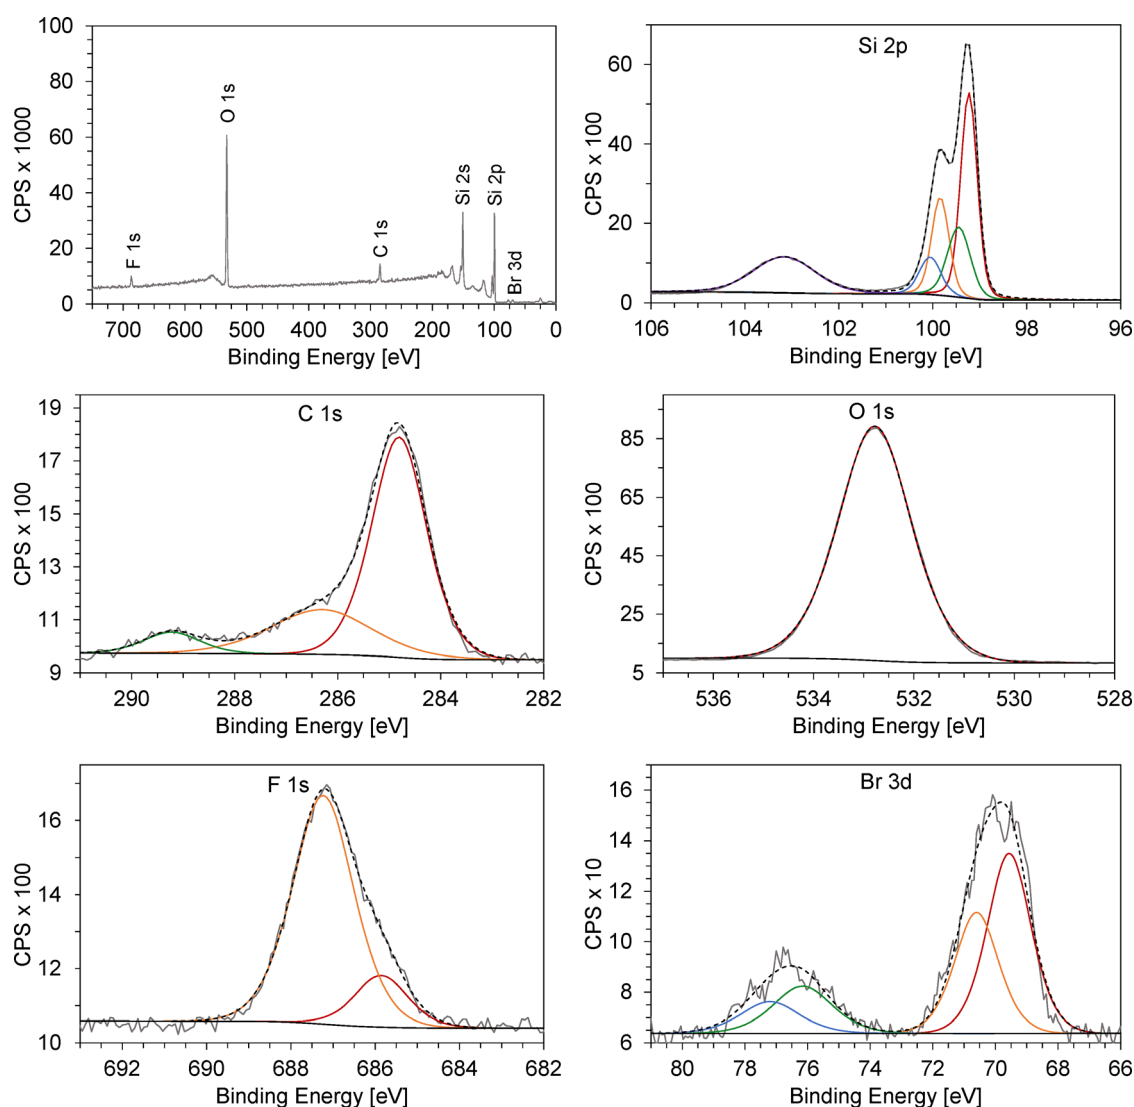 100
80
60
40
20
0
CPS x 1000
F 1s
O 1s
C 1s
Si 2s
Si 2p
Br 3d
700 600 500 400 300 200 100 0
Binding Energy [eV]
Si 2p
60
40
20
0
CPS x 100
106 104 102 100 98 96
Binding Energy [eV]
C 1s
19
17
15
13
11
9
CPS x 100
290 288 286 284 282
Binding Energy [eV]
O 1s
85
65
45
25
5
CPS x 100
536 534 532 530 528
Binding Energy [eV]
F 1s
16
14
12
10
CPS x 100
692 690 688 686 684 682
Binding Energy [eV]
Br 3d
16
14
12
10
8
6
CPS x 10
80 78 76 74 72 70 68 66
Binding Energy [eV]